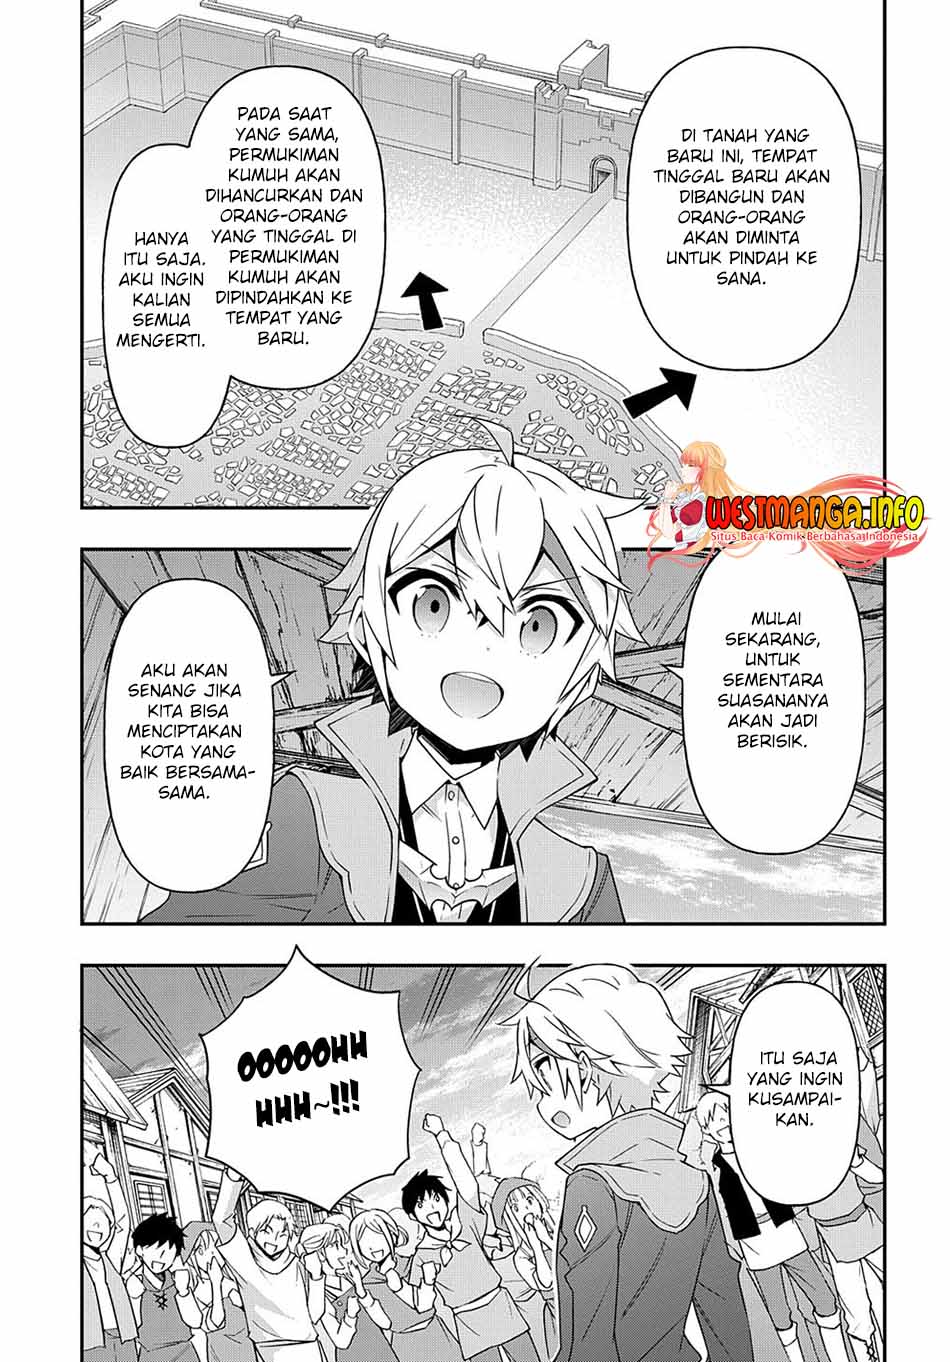 DI TANAH YANG
BARU INI, TEMPAT
TINGGAL BARU AKAN
DIBANGUN DAN
ORANG-ORANG
AKAN DIMINTA
UNTUK PINDAH KE
SANA.
PADA SAAT
YANG SAMA,
PERMUKIMAN
KUMUH AKAN
DIHANCURKAN DAN
ORANG-ORANG
YANG TINGGAL DI
PERMUKIMAN
KUMUH AKAN
DIPINDAHKAN KE
TEMPAT YANG
BARU.
HANYA
ITU SAJA.
AKU INGIN
KALIAN
SEMUA
MENGERTI.
WESTMANGA.INFO
Situs Baca Komik Berbahasa Indonesia
MULAI
SEKARANG,
UNTUK
SEMENTARA
SUASANANYA
AKAN JADI
BERISIK.
AKU AKAN
SENANG JIKA
KITA BISA
MENCIPTAKAN
KOTA YANG
BAIK BERSAMA-
SAMA.
ITU SAJA
YANG INGIN
KUSAMPAI-
KAN.
OOOOOHH
HHH~!!!